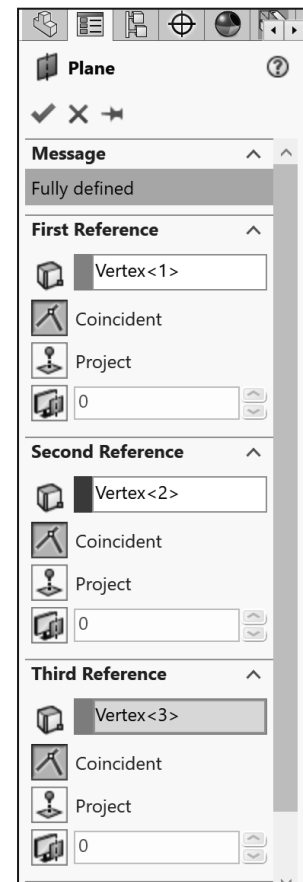 Plane
Message
Fully defined
First Reference
Vertex<1>
Coincident
Project
0
Second Reference
Vertex<2>
Coincident
Project
0
Third Reference
Vertex<3>
Coincident
Project
0